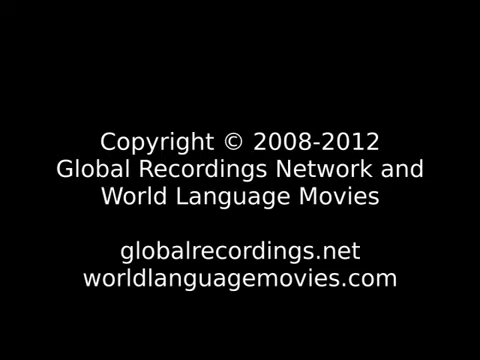 Copyright © 2008-2012
Global Recordings Network and
World Language Movies
globalrecordings.net
worldlanguagemovies.com